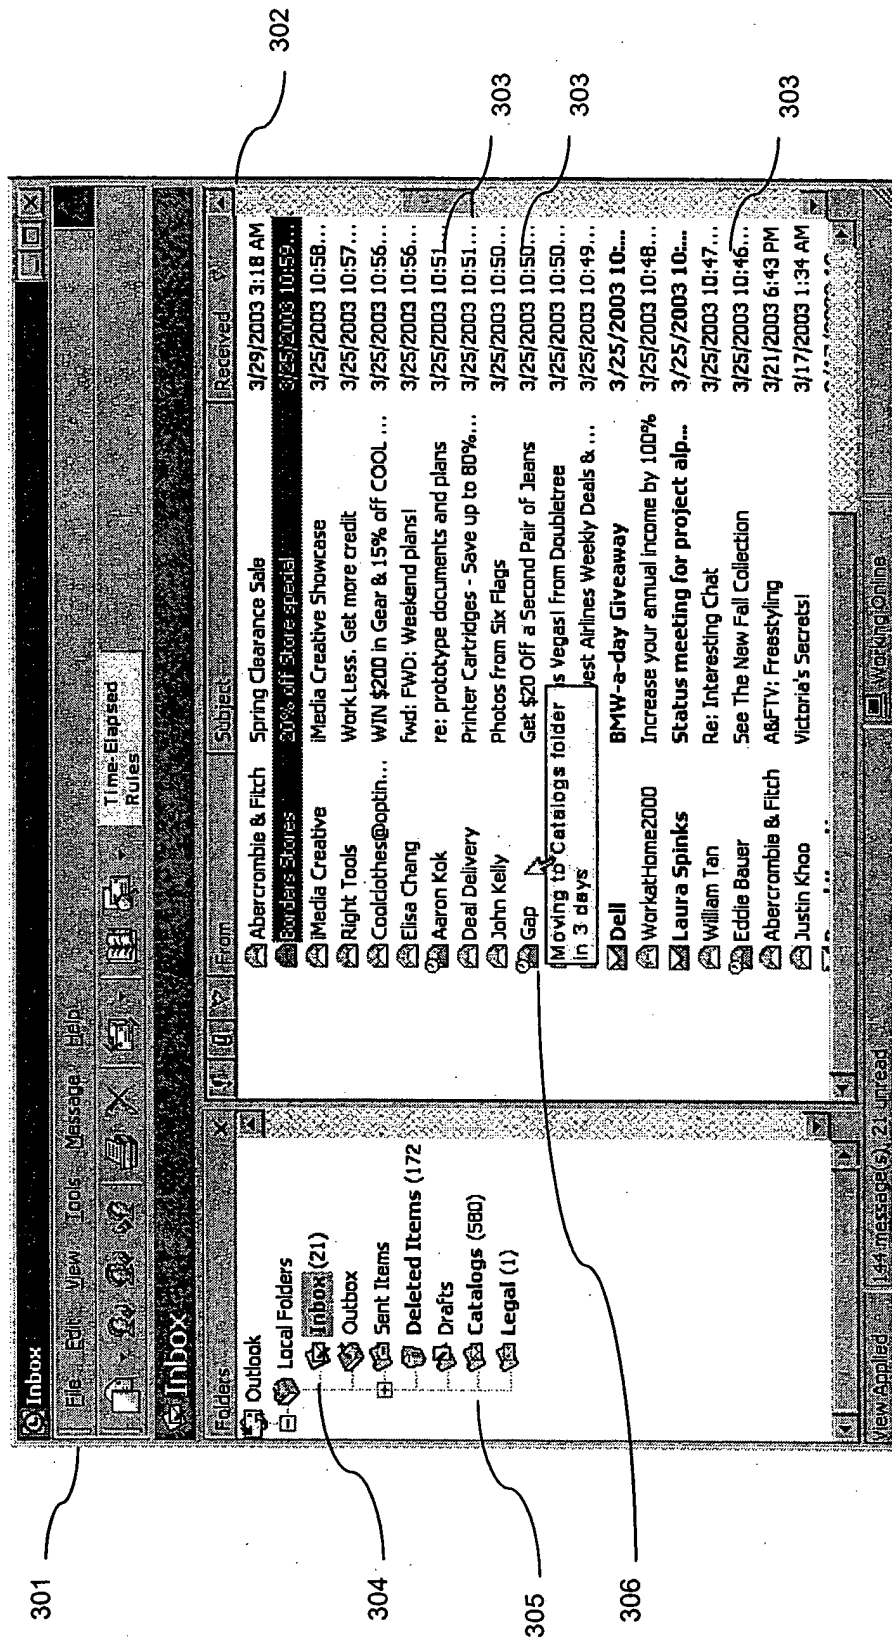 Inbox
File Edit View Tools Message Help
Time-Elapsed
Rules
Inbox
Folders
Outlook
Local Folders
Inbox (21)
Outbox
Sent Items
Deleted Items (172
Drafts
Catalogs (580)
Legal (1)
From Subject Received
Abercrombie & Fitch Spring Clearance Sale 3/29/2003 3:18 AM
Borders Stores 20% off Store special 3/25/2003 10:59...
iMedia Creative iMedia Creative Showcase 3/25/2003 10:58...
Right Tools Work Less. Get more credit 3/25/2003 10:57...
Coolclothes@optin... WIN $200 in Gear & 15% off COOL ... 3/25/2003 10:56...
Elisa Chang Fwd: FWD: Weekend plans! 3/25/2003 10:56...
Aaron Kok re: prototype documents and plans 3/25/2003 10:51...
Deal Delivery Printer Cartridges - Save up to 80%... 3/25/2003 10:51...
John Kelly Photos from Six Flags 3/25/2003 10:50...
Gap Get $20 Off a Second Pair of Jeans 3/25/2003 10:50...
Moving to Catalogs folder
in 3 days
s Vegas! From Doubletree 3/25/2003 10:50...
est Airlines Weekly Deals & ... 3/25/2003 10:49...
Dell BMW-a-day Giveaway 3/25/2003 10:...
WorkatHome2000 Increase your annual income by 100% 3/25/2003 10:48...
Laura Spinks Status meeting for project alp... 3/25/2003 10:...
William Tan Re: Interesting Chat 3/25/2003 10:47...
Eddie Bauer See The New Fall Collection 3/25/2003 10:46...
Abercrombie & Fitch A&FTV: Freestyling 3/21/2003 6:43 PM
Justin Khoo Victoria's Secrets! 3/17/2003 1:34 AM
View Applied 144 message(s), 21 unread Working Online
301
302
303
303
303
304
305
306